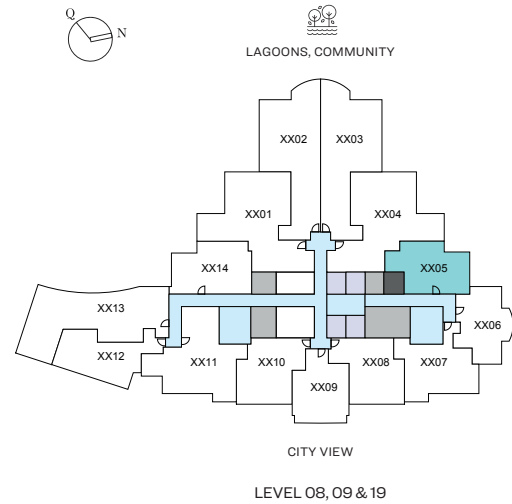 Q
N
LAGOONS, COMMUNITY
XX02
XX03
XX01
XX04
XX14
XX05
XX13
XX06
XX12
XX11
XX10
XX08
XX07
XX09
CITY VIEW
LEVEL 08, 09 & 19